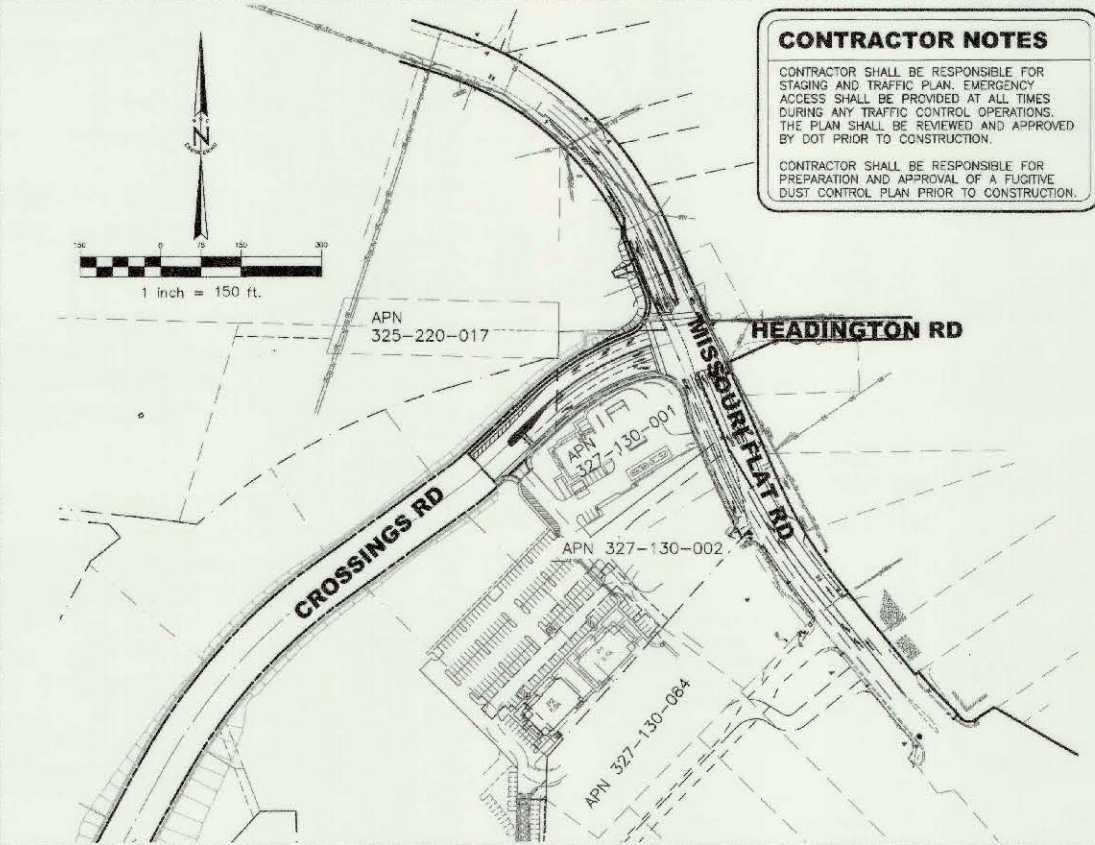 CONTRACTOR NOTES
CONTRACTOR SHALL BE RESPONSIBLE FOR
STAGING AND TRAFFIC PLAN. EMERGENCY
ACCESS SHALL BE PROVIDED AT ALL TIMES
DURING ANY TRAFFIC CONTROL OPERATIONS.
THE PLAN SHALL BE REVIEWED AND APPROVED
BY DOT PRIOR TO CONSTRUCTION.
CONTRACTOR SHALL BE RESPONSIBLE FOR
PREPARATION AND APPROVAL OF A FUGITIVE
DUST CONTROL PLAN PRIOR TO CONSTRUCTION.
N
150 0 75 150 300
1 inch = 150 ft.
APN
325-220-017
HEADINGTON RD
MISSOURI FLAT RD
APN
327-130-001
CROSSINGS RD
APN 327-130-002
APN 327-130-084